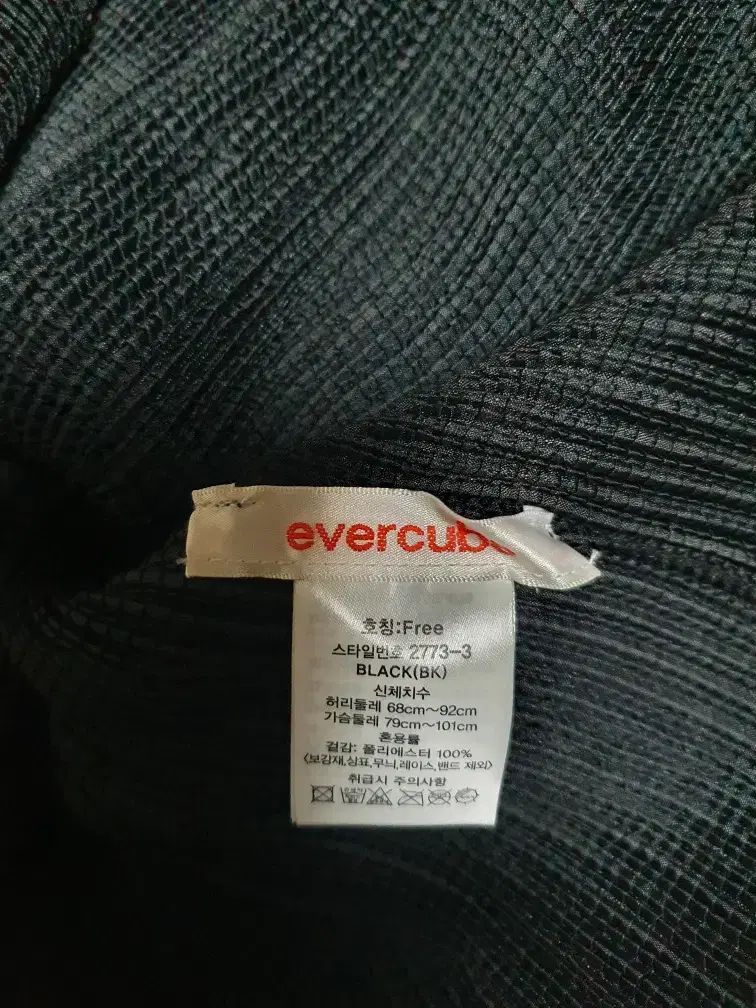 evercube
호칭:Free
스타일번호 2773-3
BLACK(BK)
신체치수
허리둘레 68cm~92cm
가슴둘레 79cm~101cm
혼용률
겉감: 폴리에스터 100%
<보강재,상표,무늬,레이스,밴드 제외>
취급시 주의사항